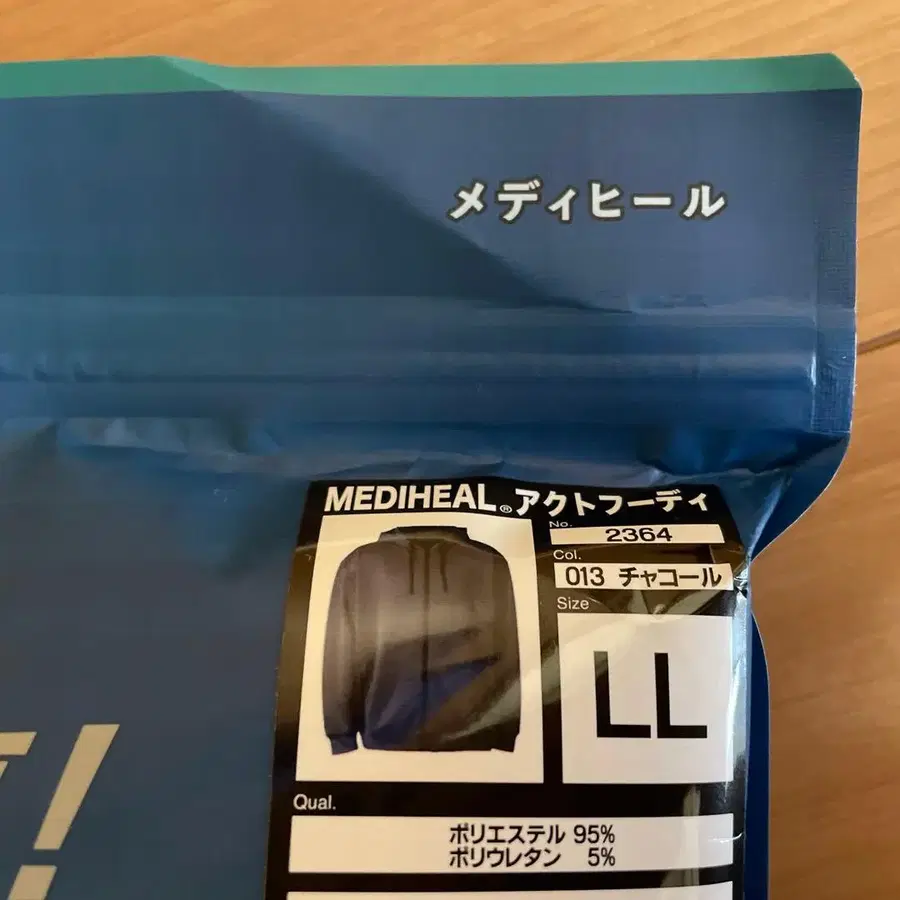 メディヒール
MEDIHEAL®アクトフーディ
No.
2364
Col.
013 チャコール
Size
LL
!
Qual.
ポリエステル 95%
ポリウレタン 5%